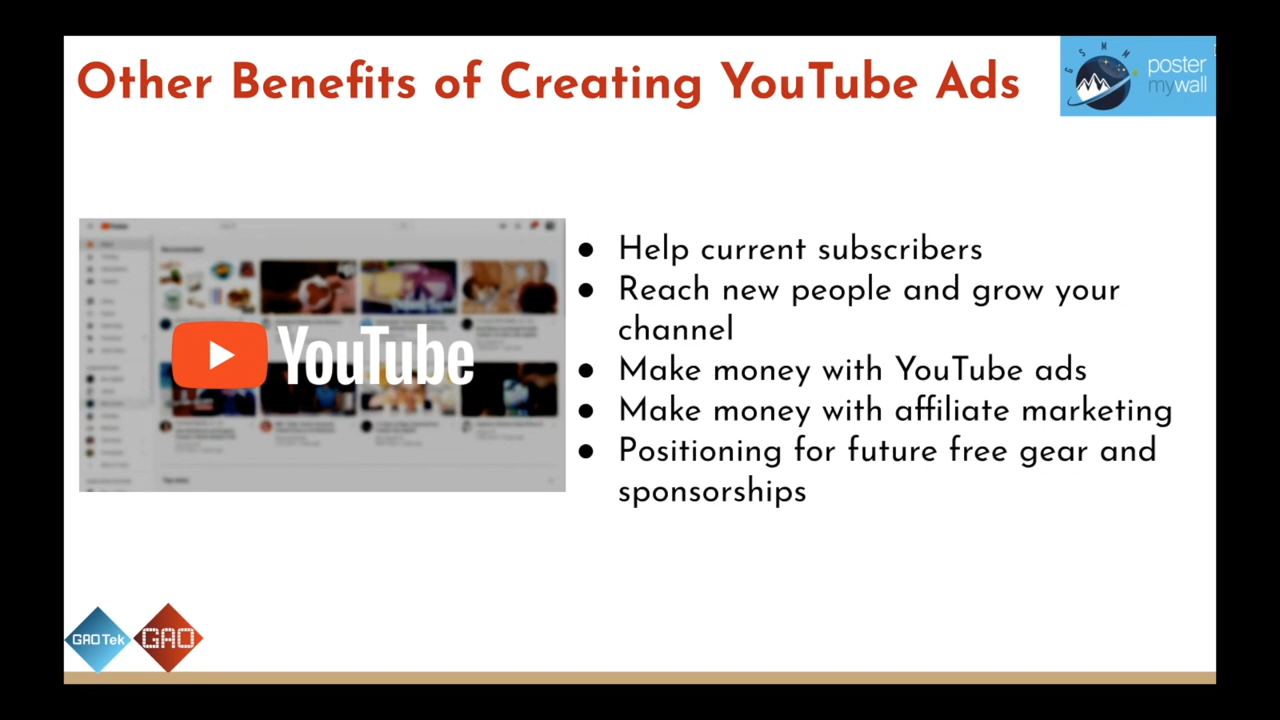 Other Benefits of Creating YouTube Ads
GSMM
poster
mywall
YouTube
● Help current subscribers
● Reach new people and grow your
channel
● Make money with YouTube ads
● Make money with affiliate marketing
● Positioning for future free gear and
sponsorships
GAOTek
GAO